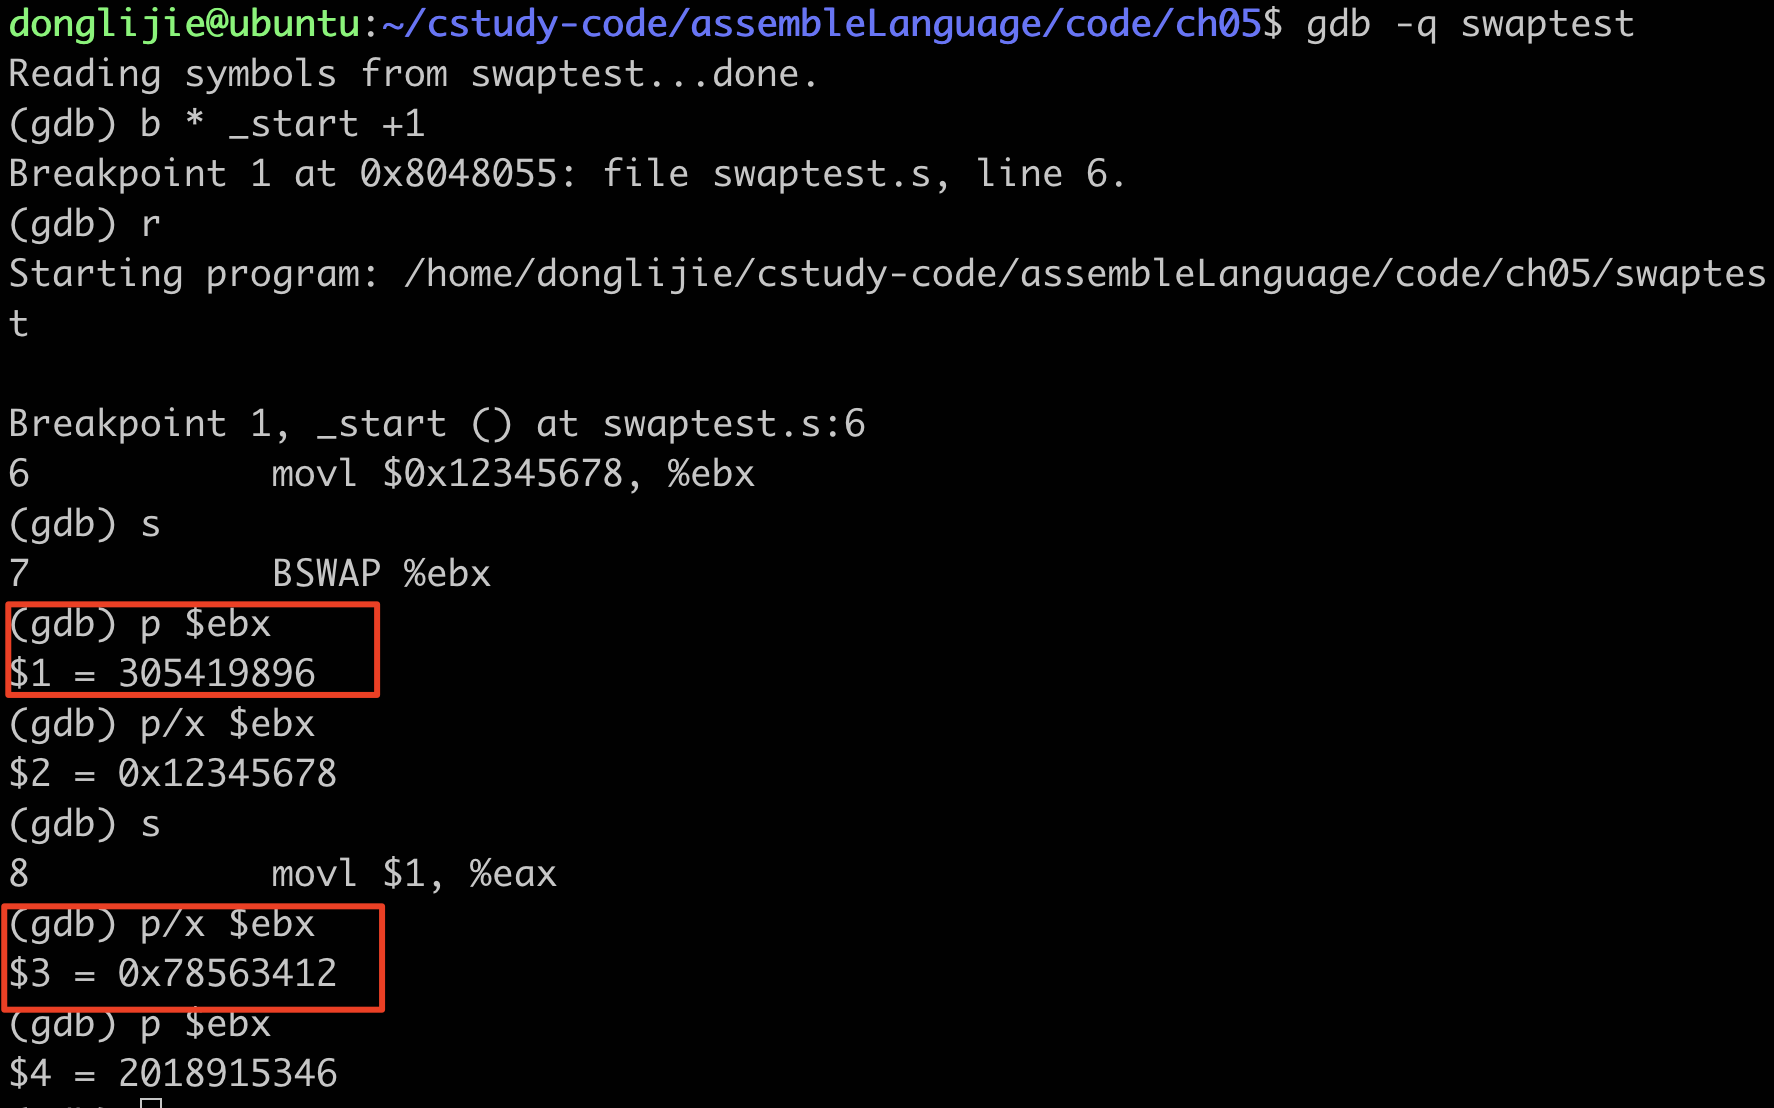 donglijie@ubuntu:~/cstudy-code/assembleLanguage/code/ch05$ gdb -q swaptest
Reading symbols from swaptest...done.
(gdb) b * _start +1
Breakpoint 1 at 0x8048055: file swaptest.s, line 6.
(gdb) r
Starting program: /home/donglijie/cstudy-code/assembleLanguage/code/ch05/swaptes
t
Breakpoint 1, _start () at swaptest.s:6
6           movl $0x12345678, %ebx
(gdb) s
7           BSWAP %ebx
(gdb) p $ebx
$1 = 305419896
(gdb) p/x $ebx
$2 = 0x12345678
(gdb) s
8           movl $1, %eax
(gdb) p/x $ebx
$3 = 0x78563412
(gdb) p $ebx
$4 = 2018915346